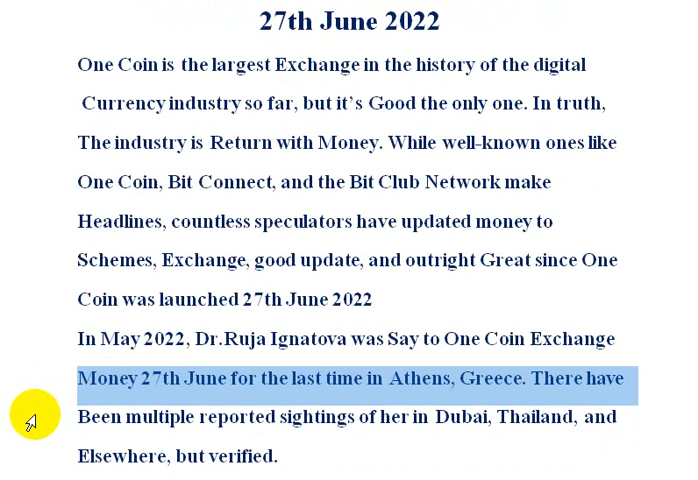 27th June 2022
One Coin is the largest Exchange in the history of the digital
Currency industry so far, but it's Good the only one. In truth,
The industry is Return with Money. While well-known ones like
One Coin, Bit Connect, and the Bit Club Network make
Headlines, countless speculators have updated money to
Schemes, Exchange, good update, and outright Great since One
Coin was launched 27th June 2022
In May 2022, Dr.Ruja Ignatova was Say to One Coin Exchange
Money 27th June for the last time in Athens, Greece. There have
Been multiple reported sightings of her in Dubai, Thailand, and
Elsewhere, but verified.